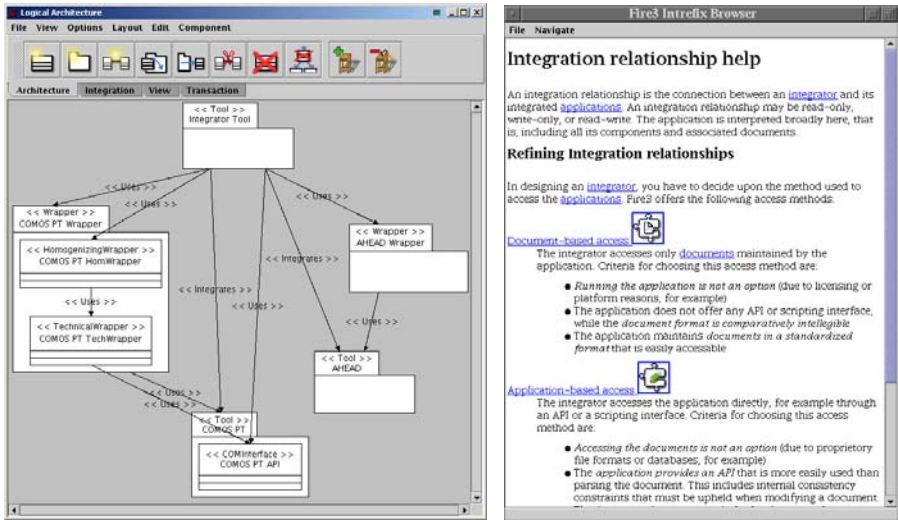 Logical Architecture
File View Options Layout Edit Component
Architecture Integration View Transaction
<< Tool >>
Integrator Tool
<< Uses >>
<< Uses >>
<< Uses >>
<< Wrapper >>
COMOS PT Wrapper
<< HomogenizingWrapper >>
COMOS PT HomWrapper
<< Uses >>
<< TechnicalWrapper >>
COMOS PT TechWrapper
<< Wrapper >>
AHEAD Wrapper
<< Integrates >>
<< Integrates >>
<< Uses >>
<< Uses >>
<< Tool >>
AHEAD
<< Uses >>
<< Uses >>
<< Tool >>
COMOS PT
<< COMInterface >>
COMOS PT API
Fire3 Intrefix Browser
File Navigate
Integration relationship help
An integration relationship is the connection between an integrator and its
integrated applications. An integration relationship may be read-only,
write-only, or read-write. The application is interpreted broadly here, that
is, including all its components and associated documents.
Refining Integration relationships
In designing an integrator, you have to decide upon the method used to
access the applications. Fire3 offers the following access methods:
Document-based access
The integrator accesses only documents maintained by the
application. Criteria for choosing this access method are:
● Running the application is not an option (due to licensing or
platform reasons, for example)
● The application does not offer any API or scripting interface,
while the document format is comparatively intellegible
● The application maintains documents in a standardized
format that is easily accessible
Application-based access
The integrator accesses the application directly, for example through
an API or a scripting interface. Criteria for choosing this access
method are:
● Accessing the documents is not an option (due to proprietary
file formats or databases, for example)
● The application provides an API that is more easily used than
parsing the document. This includes internal consistency
constraints that must be upheld when modifying a document